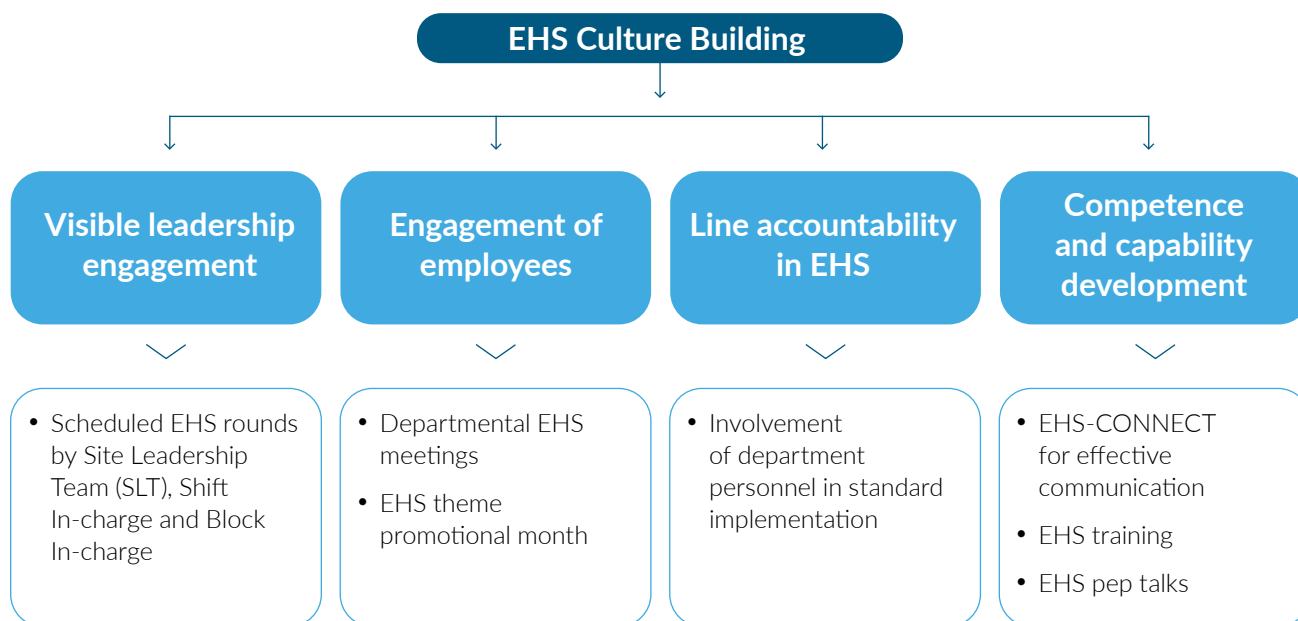 EHS Culture Building
Visible leadership
engagement
Engagement of
employees
Line accountability
in EHS
Competence
and capability
development
• Scheduled EHS rounds
by Site Leadership
Team (SLT), Shift
In-charge and Block
In-charge
• Departmental EHS
meetings
• EHS theme
promotional month
• Involvement
of department
personnel in standard
implementation
• EHS-CONNECT
for effective
communication
• EHS training
• EHS pep talks